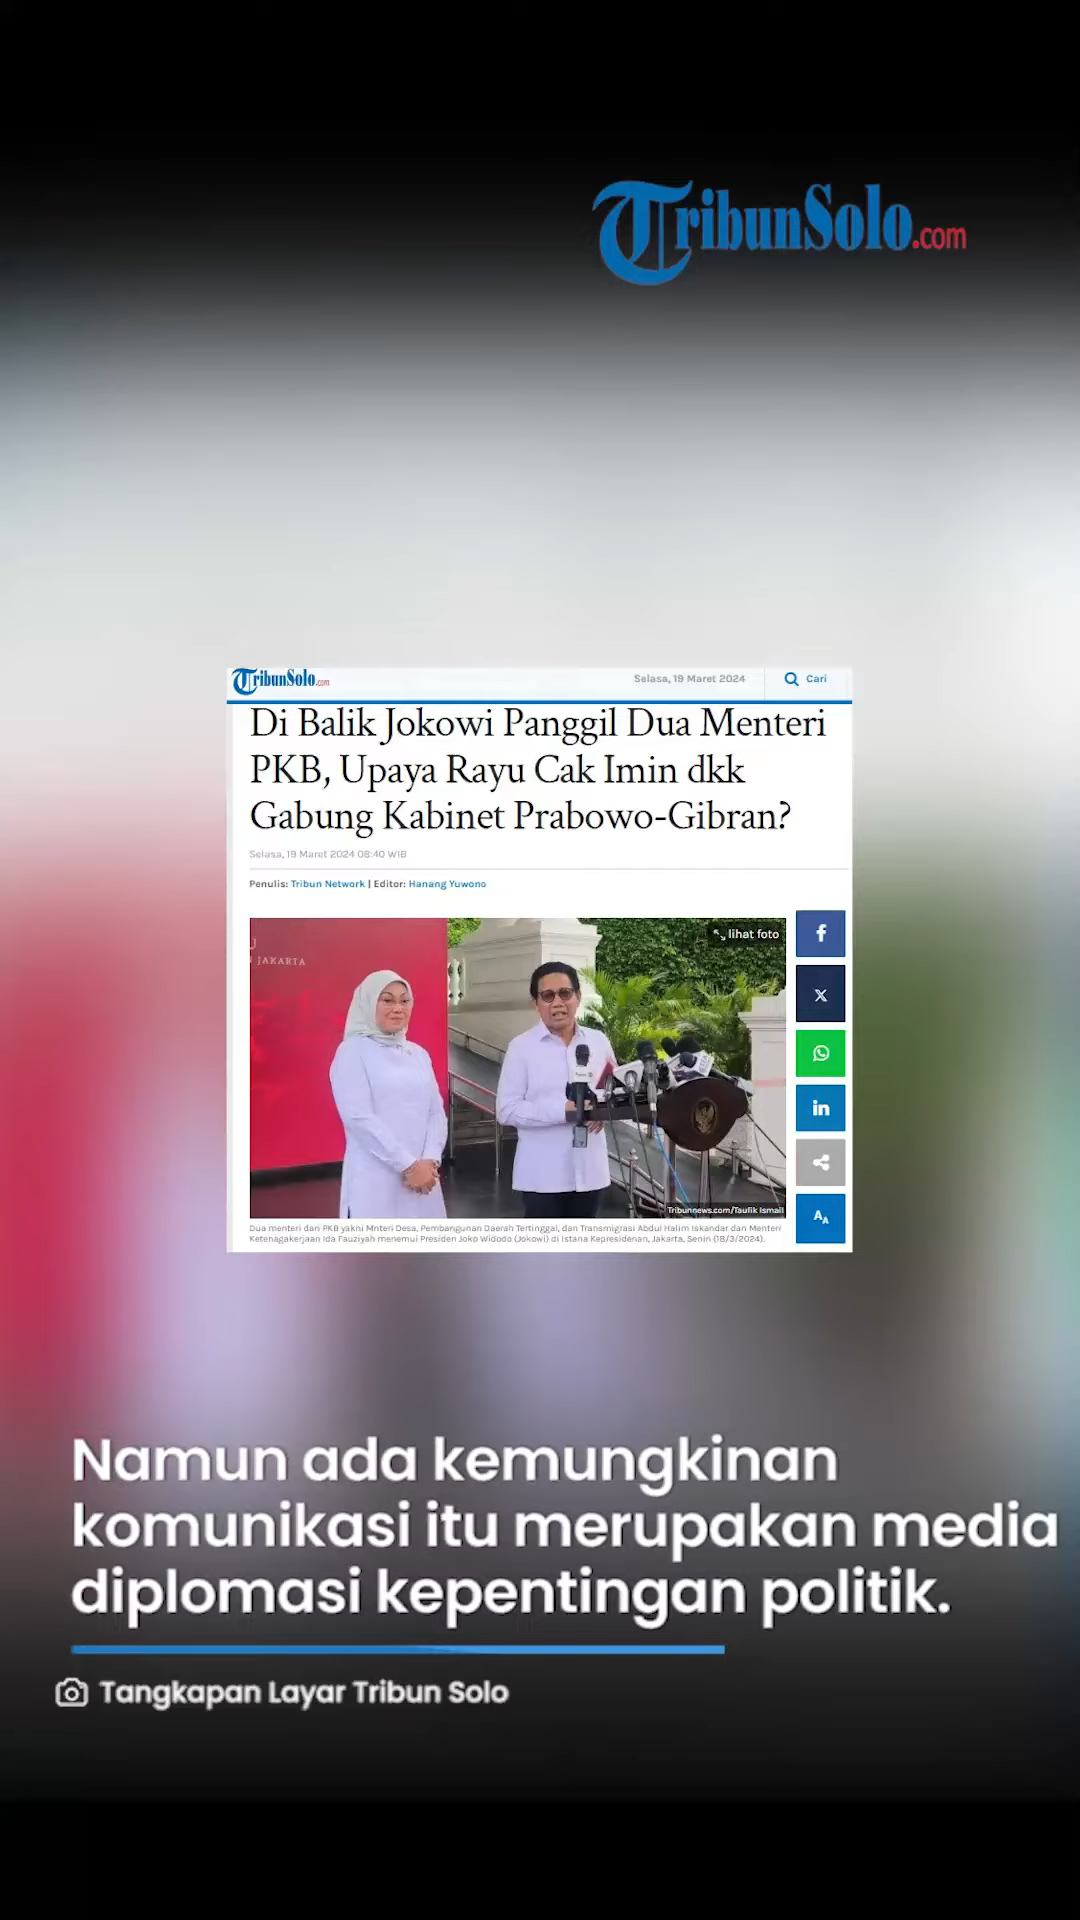 TribunSolo.com
TribunSolo.com
Selasa, 19 Maret 2024
Cari
Di Balik Jokowi Panggil Dua Menteri
PKB, Upaya Rayu Cak Imin dkk
Gabung Kabinet Prabowo-Gibran?
Selasa, 19 Maret 2024 08:40 WIB
Penulis: Tribun Network | Editor: Hanang Yuwono
lihat foto
JAKARTA
Tribunnews.com/Taufik Ismail
Dua menteri dari PKB yakni Mnteri Desa, Pembangunan Daerah Tertinggal, dan Transmigrasi Abdul Halim Iskandar dan Menteri
Ketenagakerjaan Ida Fauziyah menemui Presiden Joko Widodo (Jokowi) di Istana Kepresidenan, Jakarta, Senin (18/3/2024).
f
X
in
AA
Namun ada kemungkinan
komunikasi itu merupakan media
diplomasi kepentingan politik.
Tangkapan Layar Tribun Solo